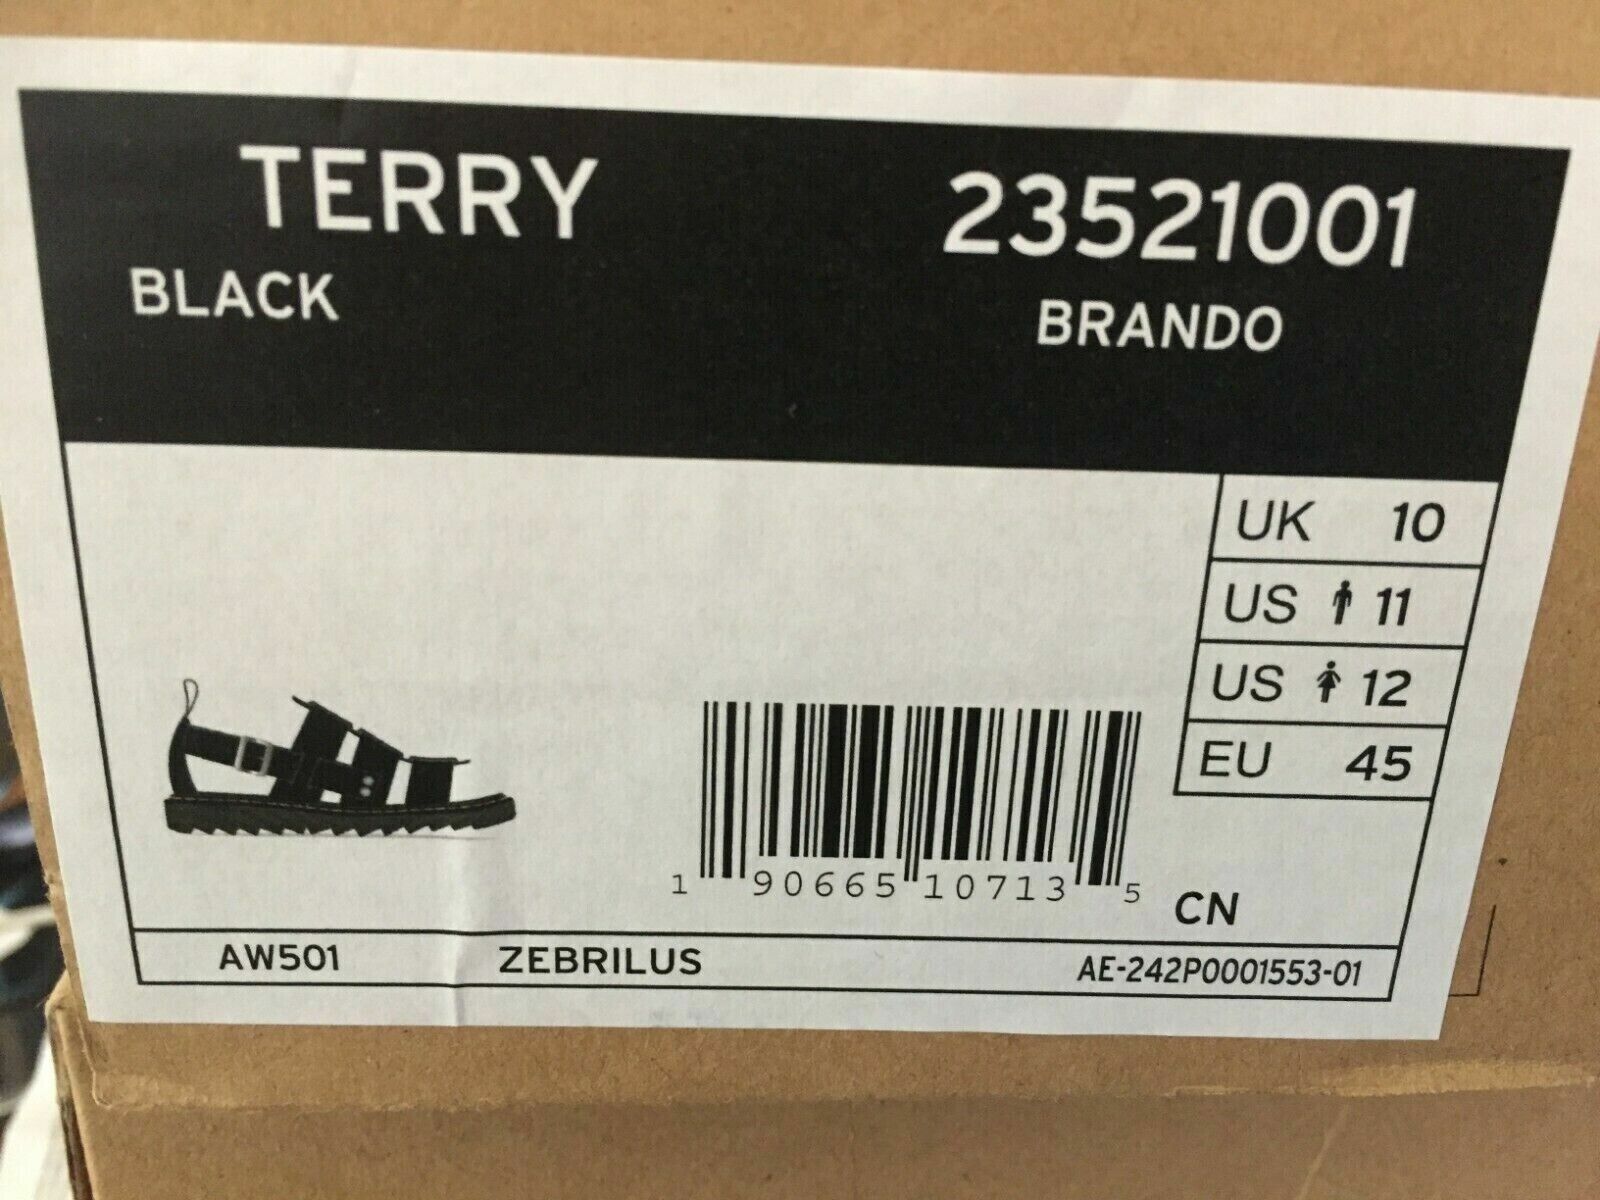 TERRY 23521001
BLACK BRANDO
UK 10
US 11
US 12
EU 45
1 90665 10713 5
CN
AW501 ZEBRILUS AE-242P0001553-01